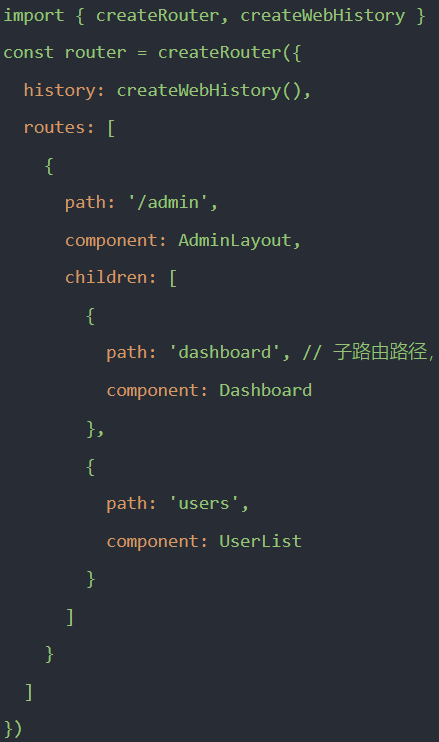 import { createRouter, createWebHistory }
const router = createRouter({
  history: createWebHistory(),
  routes: [
    {
      path: '/admin',
      component: AdminLayout,
      children: [
        {
          path: 'dashboard', // 子路由路径,
          component: Dashboard
        },
        {
          path: 'users',
          component: UserList
        }
      ]
    }
  ]
})